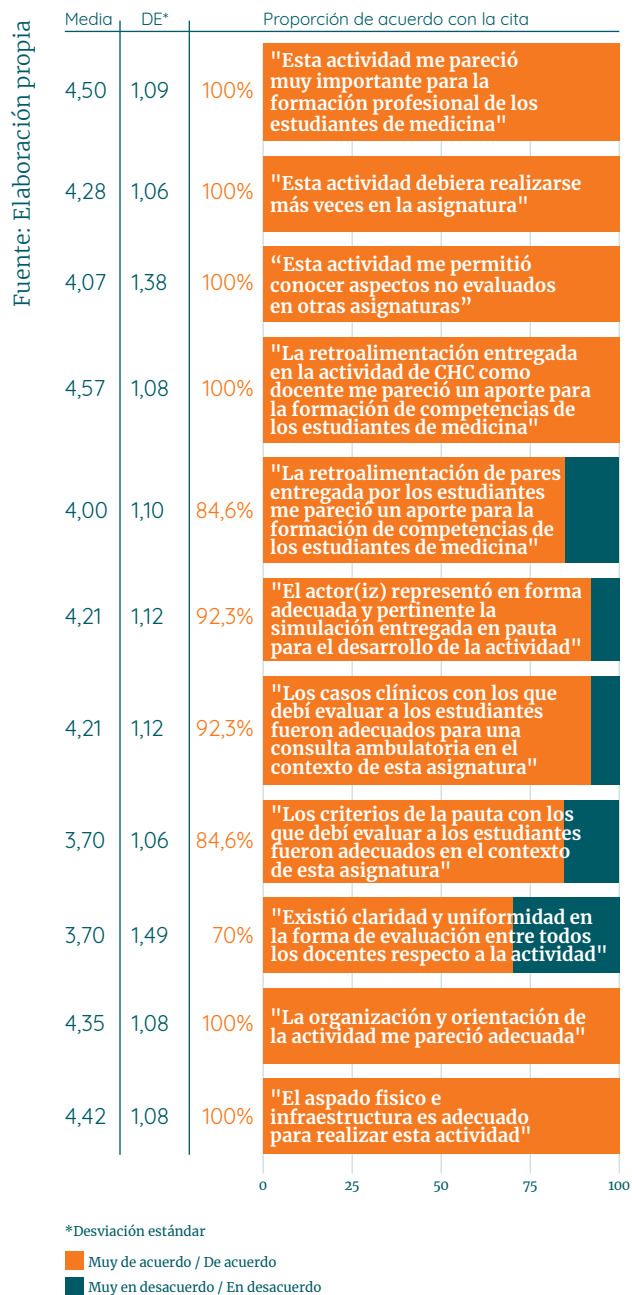 Fuente: Elaboración propia
Media DE* Proporción de acuerdo con la cita
4,50 1,09 100%
"Esta actividad me pareció
muy importante para la
formación profesional de los
estudiantes de medicina"
4,28 1,06 100%
"Esta actividad debiera realizarse
más veces en la asignatura"
4,07 1,38 100%
“Esta actividad me permitió
conocer aspectos no evaluados
en otras asignaturas”
4,57 1,08 100%
"La retroalimentación entregada
en la actividad de CHC como
docente me pareció un aporte para
la formación de competencias de
los estudiantes de medicina"
4,00 1,10 84,6%
"La retroalimentación de pares
entregada por los estudiantes
me pareció un aporte para la
formación de competencias de
los estudiantes de medicina"
4,21 1,12 92,3%
"El actor(iz) representó en forma
adecuada y pertinente la
simulación entregada en pauta
para el desarrollo de la actividad"
4,21 1,12 92,3%
"Los casos clínicos con los que
debí evaluar a los estudiantes
fueron adecuados para una
consulta ambulatoria en el
contexto de esta asignatura"
3,70 1,06 84,6%
"Los criterios de la pauta con los
que debí evaluar a los estudiantes
fueron adecuados en el contexto
de esta asignatura"
3,70 1,49 70%
"Existió claridad y uniformidad en
la forma de evaluación entre todos
los docentes respecto a la actividad"
4,35 1,08 100%
"La organización y orientación de
la actividad me pareció adecuada"
4,42 1,08 100%
"El aspado fisico e
infraestructura es adecuado
para realizar esta actividad"
0 25 50 75 100
*Desviación estándar
Muy de acuerdo / De acuerdo
Muy en desacuerdo / En desacuerdo